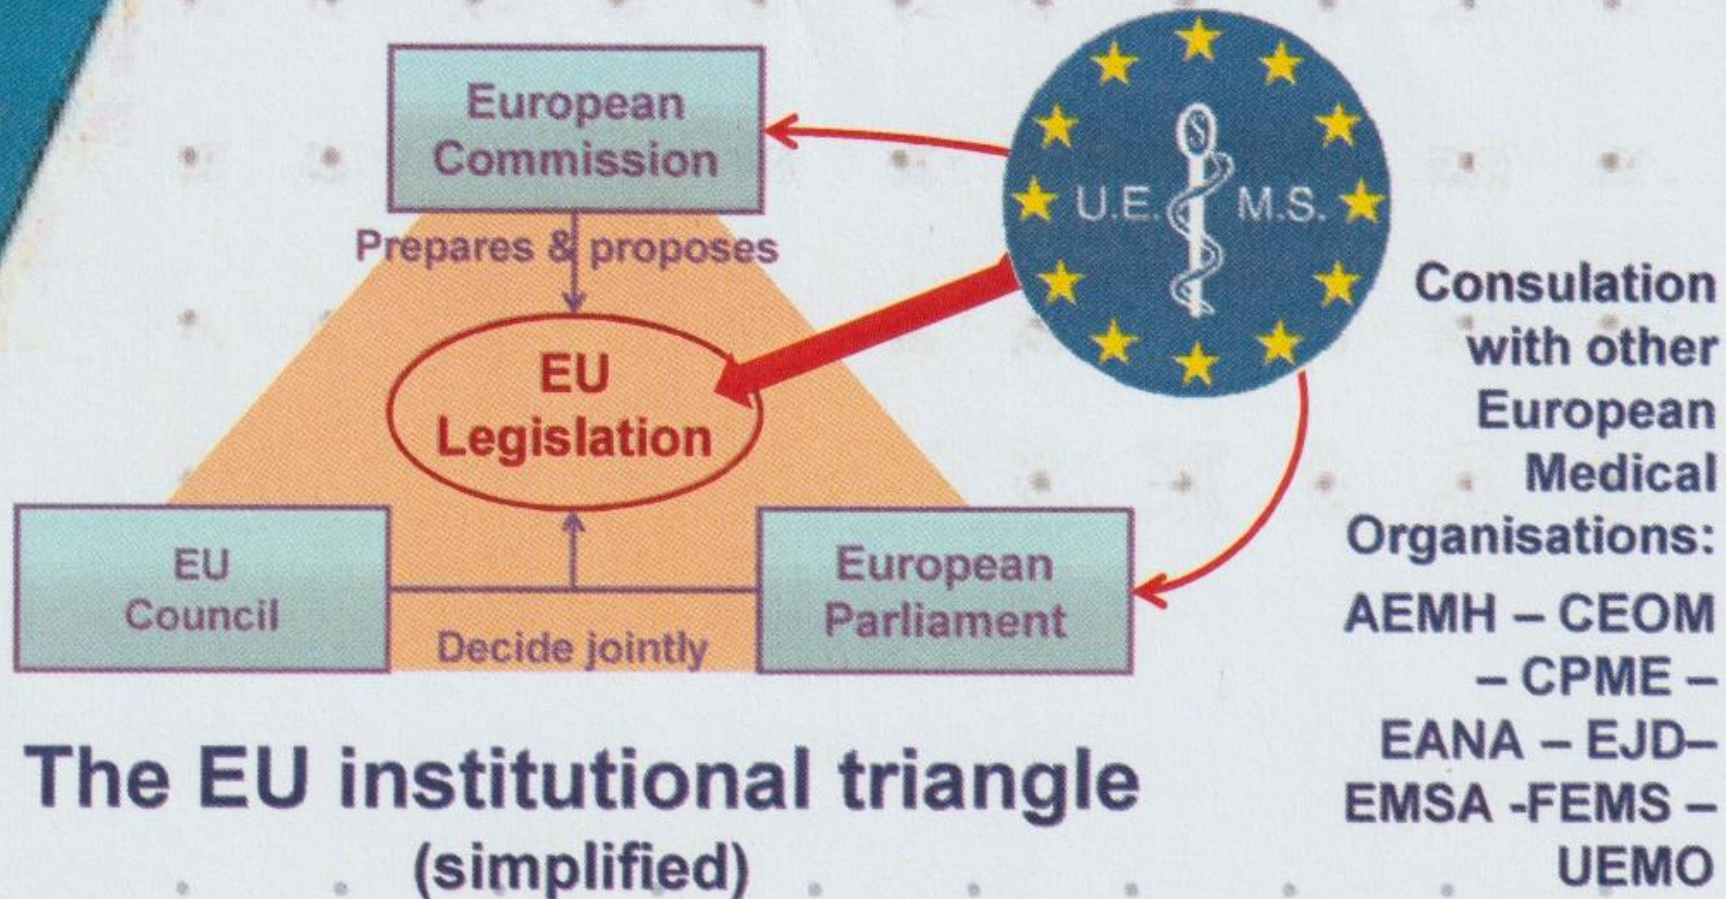 European
Commission
Prepares & proposes
EU
Legislation
EU
Council
European
Parliament
Decide jointly
The EU institutional triangle
(simplified)
S
U.E. M.S.
Consulation
with other
European
Medical
Organisations:
AEMH – CEOM
– CPME –
EANA – EJD–
EMSA -FEMS –
UEMO